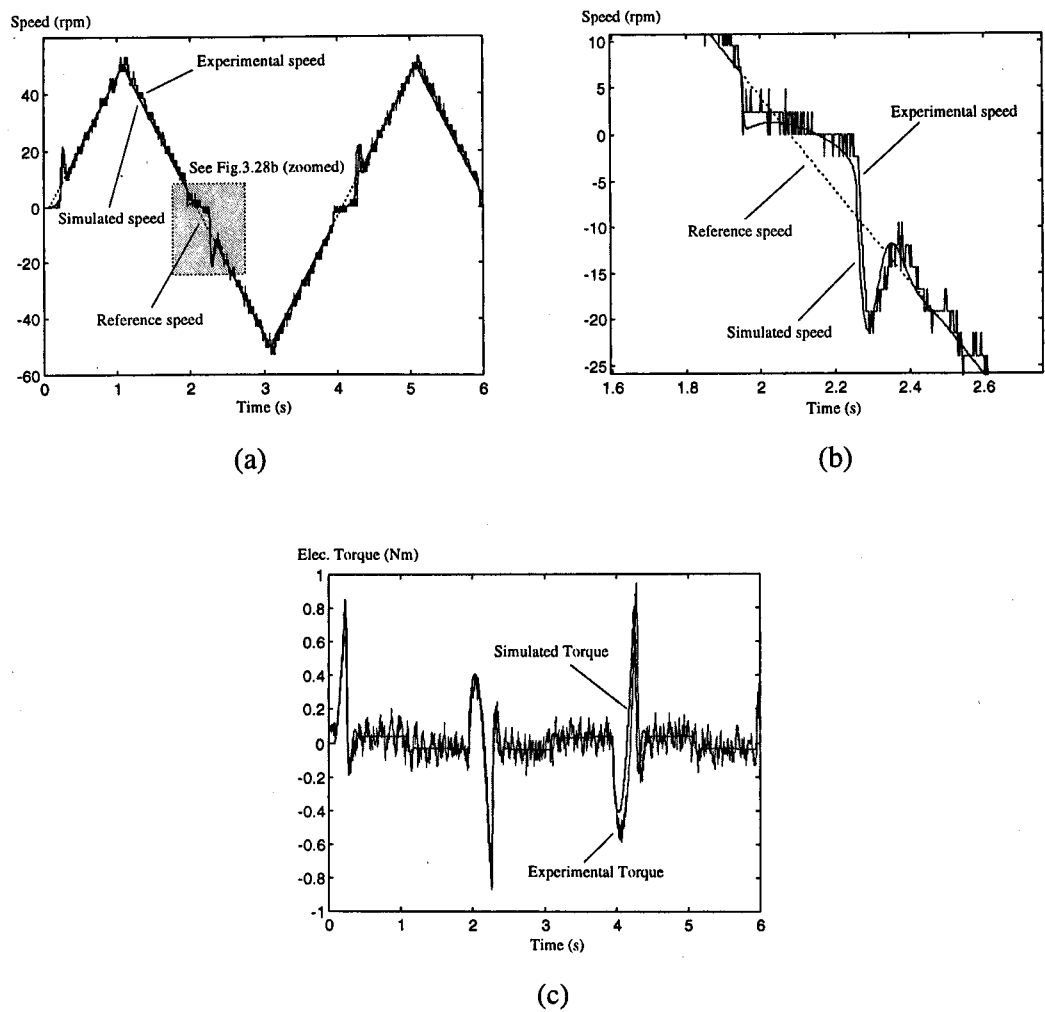 Speed (rpm)
40
20
0
-20
-40
-60
0
1
2
3
4
5
6
Time (s)
Experimental speed
See Fig.3.28b (zoomed)
Simulated speed
Reference speed
(a)
Speed (rpm)
10
5
0
-5
-10
-15
-20
-25
1.6
1.8
2
2.2
2.4
2.6
Time (s)
Experimental speed
Reference speed
Simulated speed
(b)
Elec. Torque (Nm)
1
0.8
0.6
0.4
0.2
0
-0.2
-0.4
-0.6
-0.8
-1
0
1
2
3
4
5
6
Time (s)
Simulated Torque
Experimental Torque
(c)